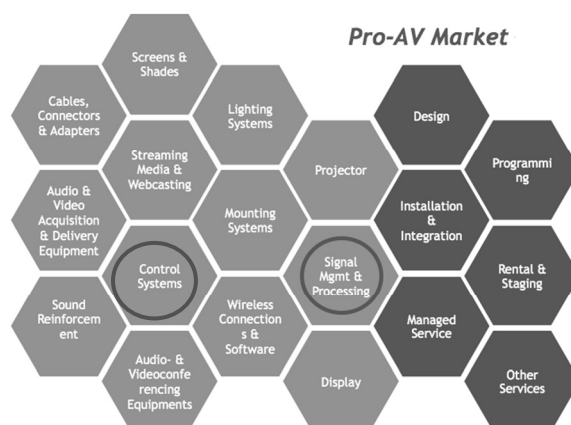 Pro-AV Market
Screens &
Shades
Cables,
Connectors
& Adapters
Lighting
Systems
Design
Streaming
Media &
Webcasting
Projector
Programmi
ng
Audio &
Video
Acquisition
& Delivery
Equipment
Mounting
Systems
Installation
&
Integration
Control
Systems
Signal
Mgmt &
Processing
Rental &
Staging
Sound
Reinforcem
ent
Wireless
Connection
s &
Software
Managed
Service
Audio- &
Videoconfe
rencing
Equipments
Display
Other
Services